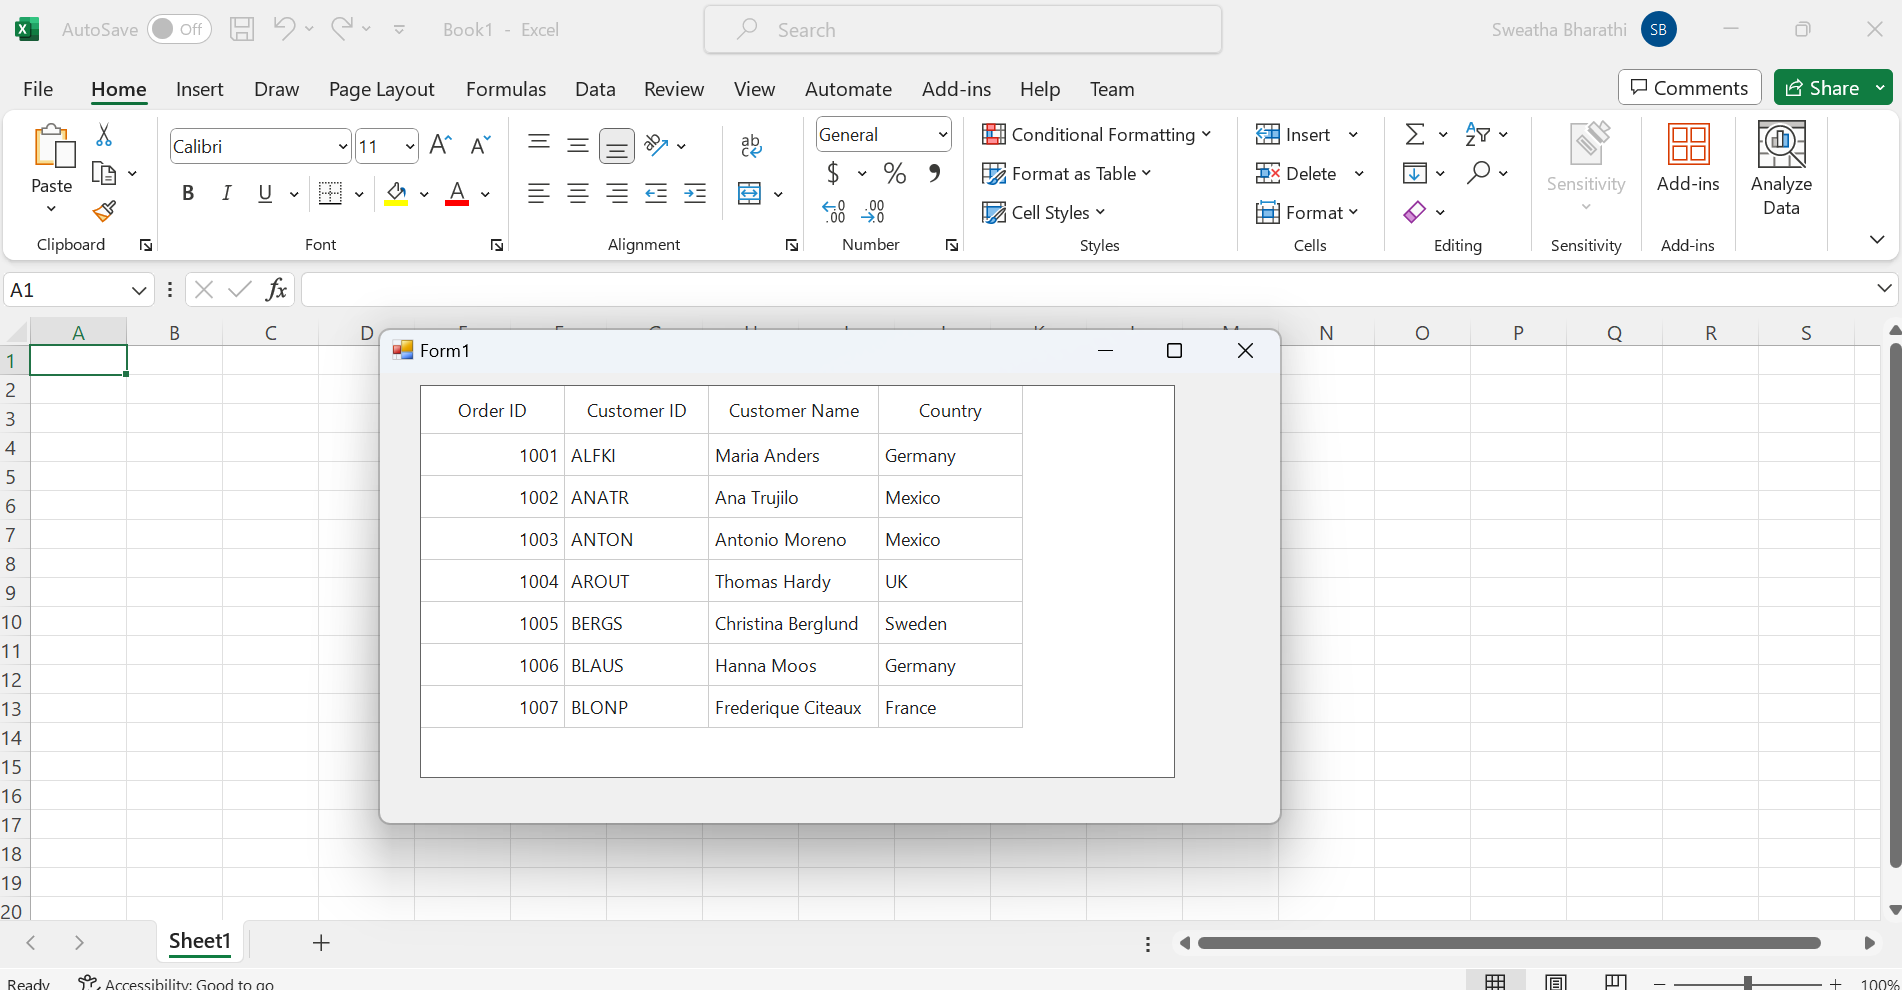 AutoSave Off Book1 - Excel Search Sweatha Bharathi SB
File Home Insert Draw Page Layout Formulas Data Review View Automate Add-ins Help Team Comments Share
Paste
Clipboard
Calibri 11
B I U A
Font
ab
Alignment
General
$ %
Number
Conditional Formatting
Format as Table
Cell Styles
Styles
Insert
Delete
Format
Cells
Editing
Sensitivity
Sensitivity
Add-ins
Add-ins
Analyze
Data
A1 fx
A B C D N O P Q R S
1
2
3
4
5
6
7
8
9
10
11
12
13
14
15
16
17
18
19
20
Form1
Order ID Customer ID Customer Name Country
1001 ALFKI Maria Anders Germany
1002 ANATR Ana Trujilo Mexico
1003 ANTON Antonio Moreno Mexico
1004 AROUT Thomas Hardy UK
1005 BERGS Christina Berglund Sweden
1006 BLAUS Hanna Moos Germany
1007 BLONP Frederique Citeaux France
Sheet1
Ready Accessibility: Good to go 100%